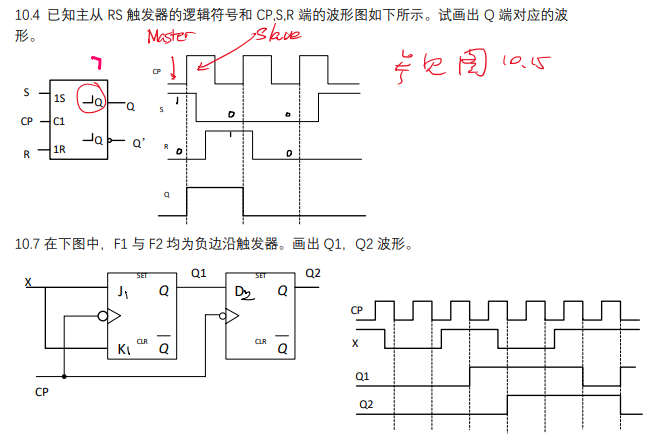 10.4 已知主从 RS 触发器的逻辑符号和 CP,S,R 端的波形图如下所示。试画出 Q 端对应的波
形。
Master
Slave
参见图 10.15
CP
S
1
0
0
R
0
1
0
Q
S
1S
Q
Q
CP
C1
R
1R
Q
Q’
10.7 在下图中，F1 与 F2 均为负边沿触发器。画出 Q1，Q2 波形。
X
SET
J1
Q
Q1
SET
D2
Q
Q2
K1
CLR
Q
CLR
Q
CP
CP
X
Q1
Q2